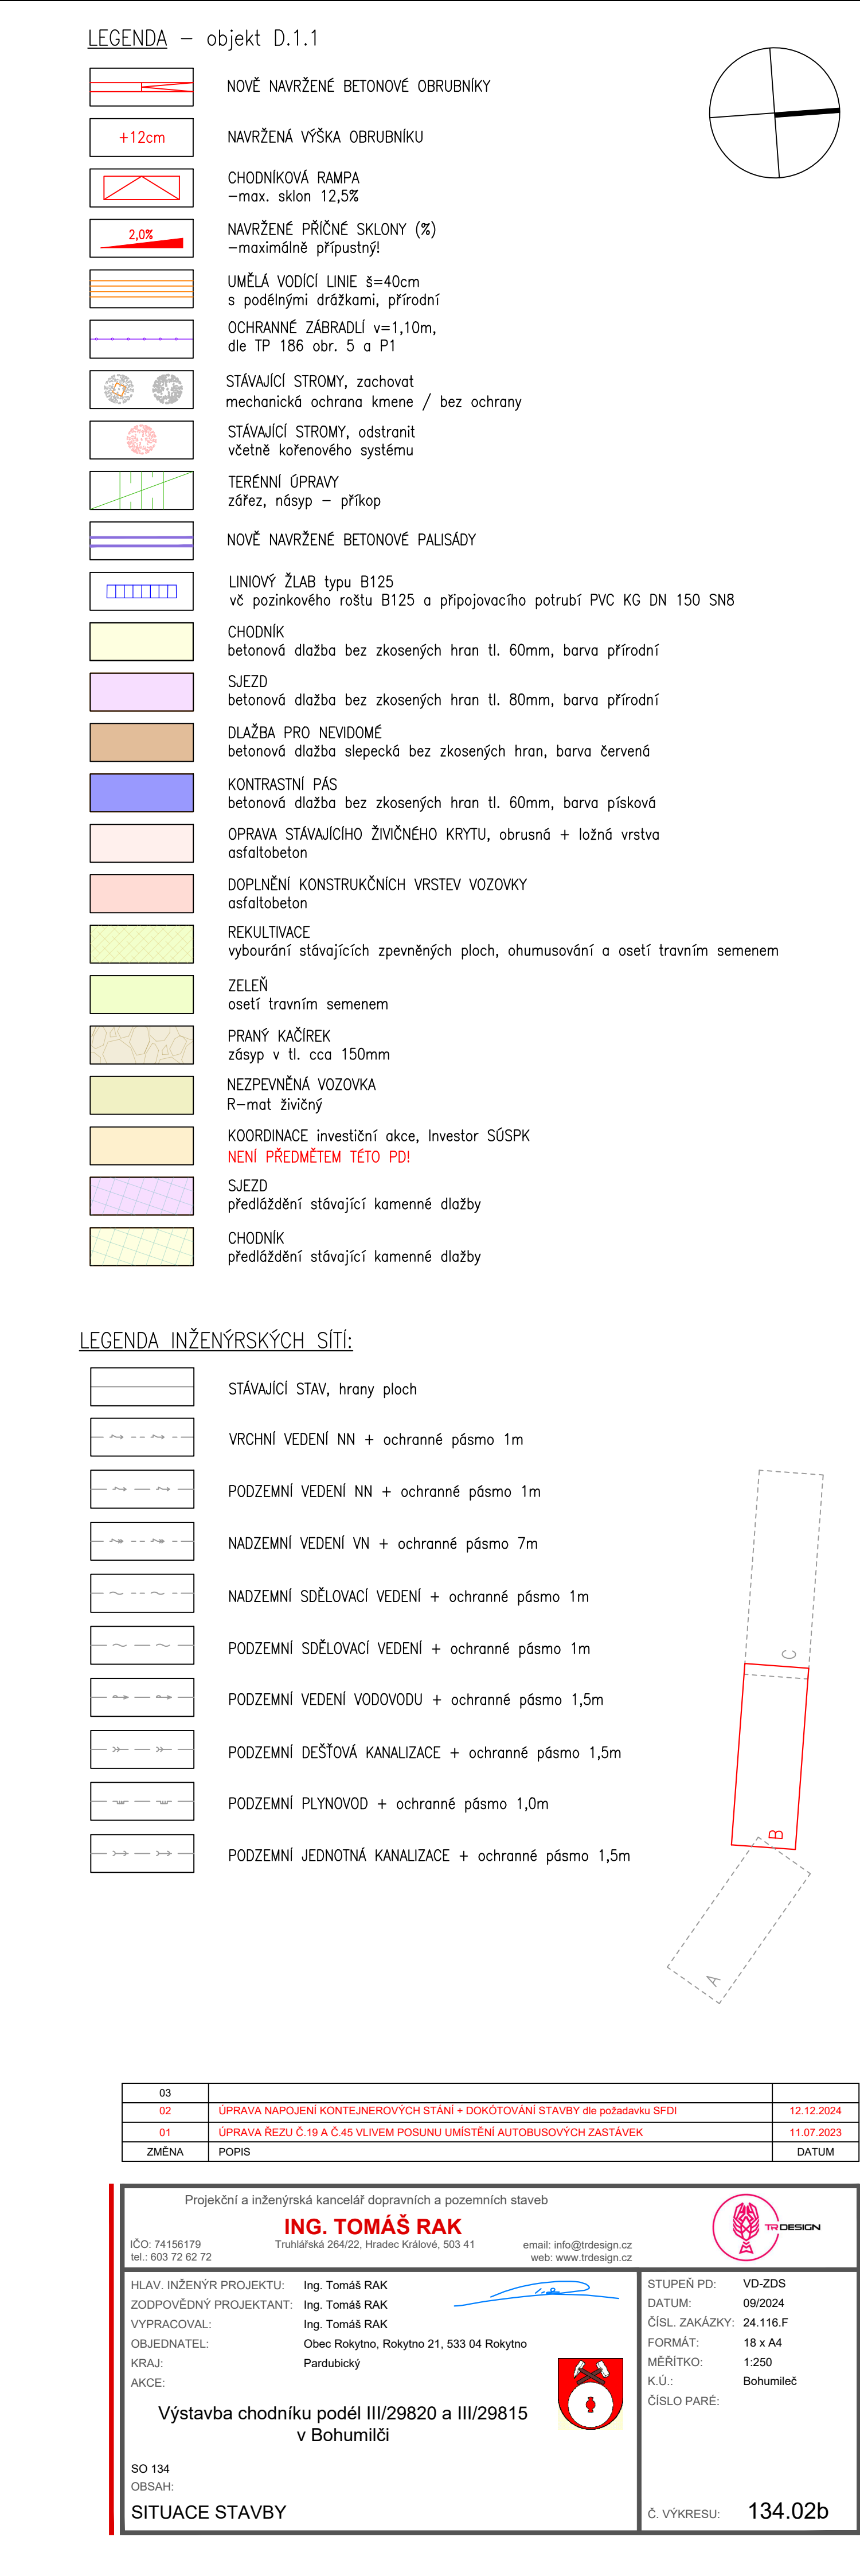 LEGENDA – objekt D.1.1
NOVĚ NAVRŽENÉ BETONOVÉ OBRUBNÍKY
+12cm
NAVRŽENÁ VÝŠKA OBRUBNÍKU
CHODNÍKOVÁ RAMPA
–max. sklon 12,5%
2,0%
NAVRŽENÉ PŘÍČNÉ SKLONY (%)
–maximálně přípustný!
UMĚLÁ VODÍCÍ LINIE š=40cm
s podélnými drážkami, přírodní
OCHRANNÉ ZÁBRADLÍ v=1,10m,
dle TP 186 obr. 5 a P1
STÁVAJÍCÍ STROMY, zachovat
mechanická ochrana kmene / bez ochrany
STÁVAJÍCÍ STROMY, odstranit
včetně kořenového systému
TERÉNNÍ ÚPRAVY
zářez, násyp – příkop
NOVĚ NAVRŽENÉ BETONOVÉ PALISÁDY
LINIOVÝ ŽLAB typu B125
vč pozinkového roštu B125 a připojovacího potrubí PVC KG DN 150 SN8
CHODNÍK
betonová dlažba bez zkosených hran tl. 60mm, barva přírodní
SJEZD
betonová dlažba bez zkosených hran tl. 80mm, barva přírodní
DLAŽBA PRO NEVIDOMÉ
betonová dlažba slepecká bez zkosených hran, barva červená
KONTRASTNÍ PÁS
betonová dlažba bez zkosených hran tl. 60mm, barva písková
OPRAVA STÁVAJÍCÍHO ŽIVIČNÉHO KRYTU, obrusná + ložná vrstva
asfaltobeton
DOPLNĚNÍ KONSTRUKČNÍCH VRSTEV VOZOVKY
asfaltobeton
REKULTIVACE
vybourání stávajících zpevněných ploch, ohumusování a osetí travním semenem
ZELEŇ
osetí travním semenem
PRANÝ KAČÍREK
zásyp v tl. cca 150mm
NEZPEVNĚNÁ VOZOVKA
R–mat živičný
KOORDINACE investiční akce, Investor SÚSPK
NENÍ PŘEDMĚTEM TÉTO PD!
SJEZD
předláždění stávající kamenné dlažby
CHODNÍK
předláždění stávající kamenné dlažby
LEGENDA INŽENÝRSKÝCH SÍTÍ:
STÁVAJÍCÍ STAV, hrany ploch
VRCHNÍ VEDENÍ NN + ochranné pásmo 1m
PODZEMNÍ VEDENÍ NN + ochranné pásmo 1m
NADZEMNÍ VEDENÍ VN + ochranné pásmo 7m
NADZEMNÍ SDĚLOVACÍ VEDENÍ + ochranné pásmo 1m
PODZEMNÍ SDĚLOVACÍ VEDENÍ + ochranné pásmo 1m
PODZEMNÍ VEDENÍ VODOVODU + ochranné pásmo 1,5m
PODZEMNÍ DEŠŤOVÁ KANALIZACE + ochranné pásmo 1,5m
PODZEMNÍ PLYNOVOD + ochranné pásmo 1,0m
PODZEMNÍ JEDNOTNÁ KANALIZACE + ochranné pásmo 1,5m
C
B
A
03
02 ÚPRAVA NAPOJENÍ KONTEJNEROVÝCH STÁNÍ + DOKÓTOVÁNÍ STAVBY dle požadavku SFDI 12.12.2024
01 ÚPRAVA ŘEZU Č.19 A Č.45 VLIVEM POSUNU UMÍSTĚNÍ AUTOBUSOVÝCH ZASTÁVEK 11.07.2023
ZMĚNA POPIS DATUM
Projekční a inženýrská kancelář dopravních a pozemních staveb
ING. TOMÁŠ RAK
Truhlářská 264/22, Hradec Králové, 503 41
IČO: 74156179
tel.: 603 72 62 72
email: info@trdesign.cz
web: www.trdesign.cz
TR DESIGN
HLAV. INŽENÝR PROJEKTU: Ing. Tomáš RAK
ZODPOVĚDNÝ PROJEKTANT: Ing. Tomáš RAK
VYPRACOVAL: Ing. Tomáš RAK
OBJEDNATEL: Obec Rokytno, Rokytno 21, 533 04 Rokytno
KRAJ: Pardubický
AKCE:
Výstavba chodníku podél III/29820 a III/29815
v Bohumilči
SO 134
OBSAH:
SITUACE STAVBY
STUPEŇ PD: VD-ZDS
DATUM: 09/2024
ČÍSL. ZAKÁZKY: 24.116.F
FORMÁT: 18 x A4
MĚŘÍTKO: 1:250
K.Ú.: Bohumileč
ČÍSLO PARÉ:
Č. VÝKRESU: 134.02b